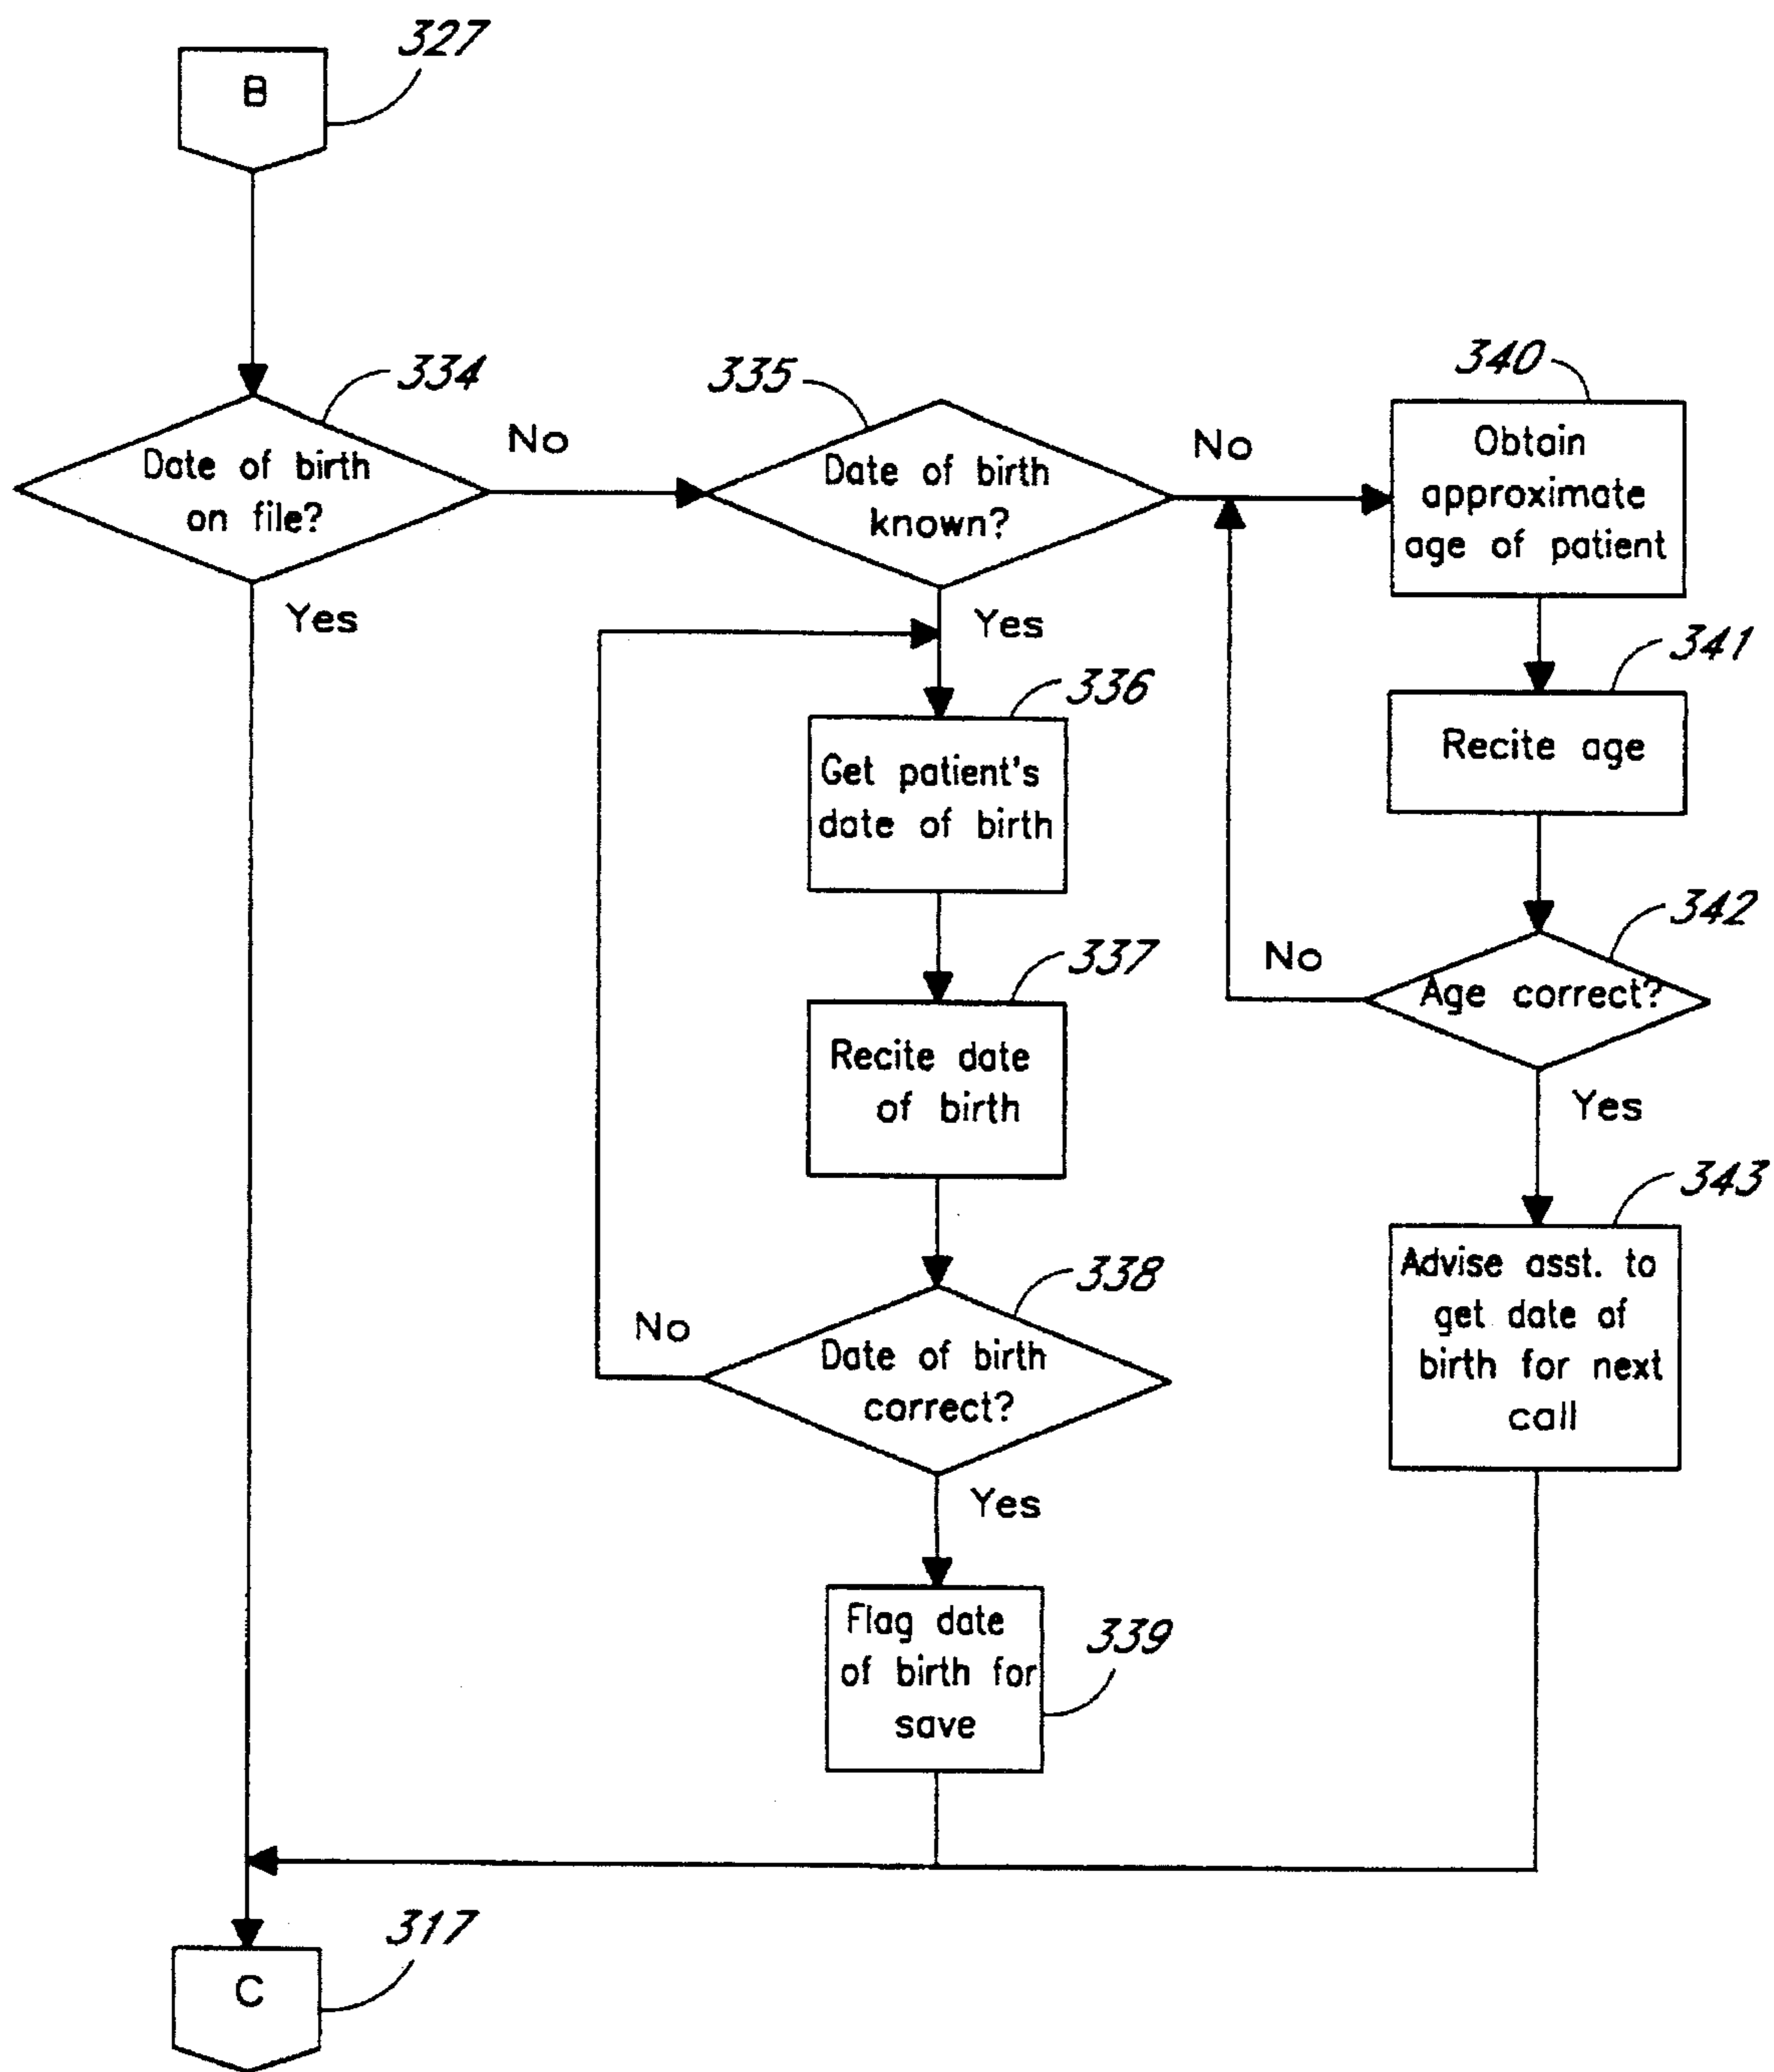 327
B
334
335
340
Date of birth
on file?
No
Date of birth
known?
No
Obtain
approximate
age of patient
Yes
Yes
341
Recite age
336
Get patient's
date of birth
342
Age correct?
No
337
Recite date
of birth
Yes
343
Advise asst. to
get date of
birth for next
call
338
Date of birth
correct?
No
Yes
339
Flag date
of birth for
save
317
C